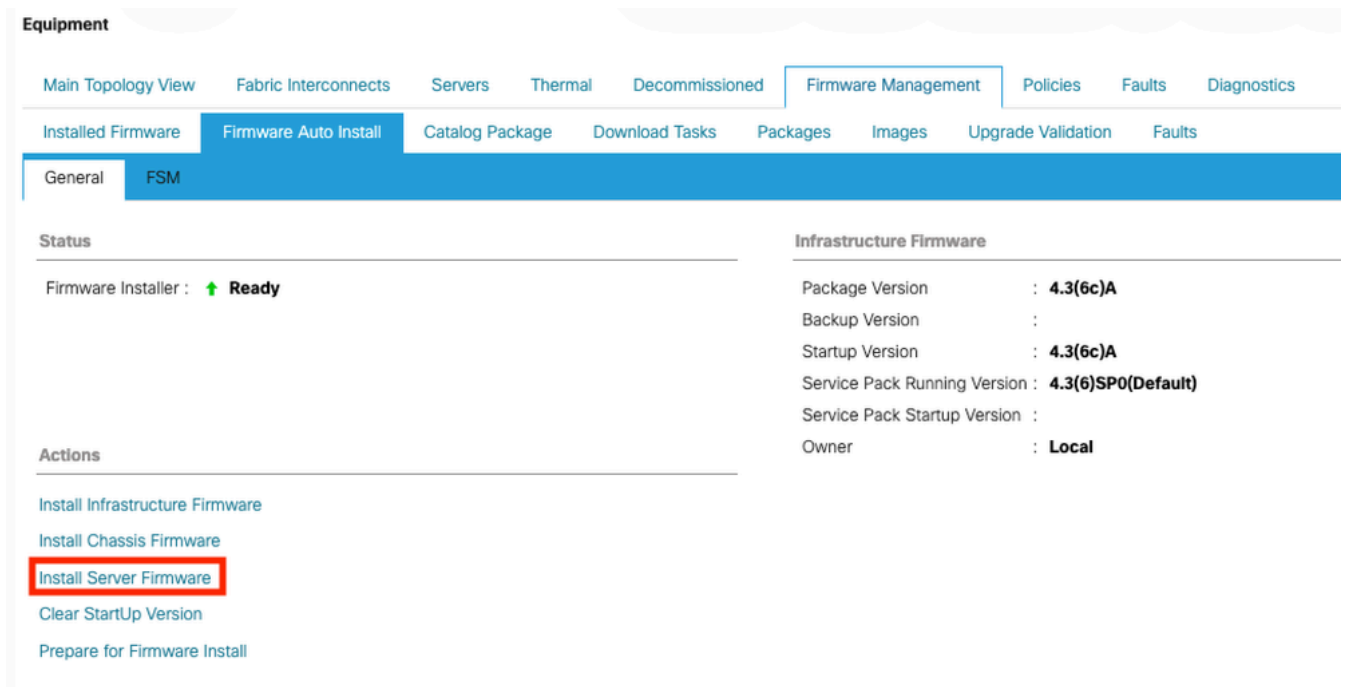 Equipment
Main Topology View Fabric Interconnects Servers Thermal Decommissioned Firmware Management Policies Faults Diagnostics
Installed Firmware Firmware Auto Install Catalog Package Download Tasks Packages Images Upgrade Validation Faults
General FSM
Status
Firmware Installer : Ready
Actions
Install Infrastructure Firmware
Install Chassis Firmware
Install Server Firmware
Clear StartUp Version
Prepare for Firmware Install
Infrastructure Firmware
Package Version : 4.3(6c)A
Backup Version :
Startup Version : 4.3(6c)A
Service Pack Running Version : 4.3(6)SP0(Default)
Service Pack Startup Version :
Owner : Local